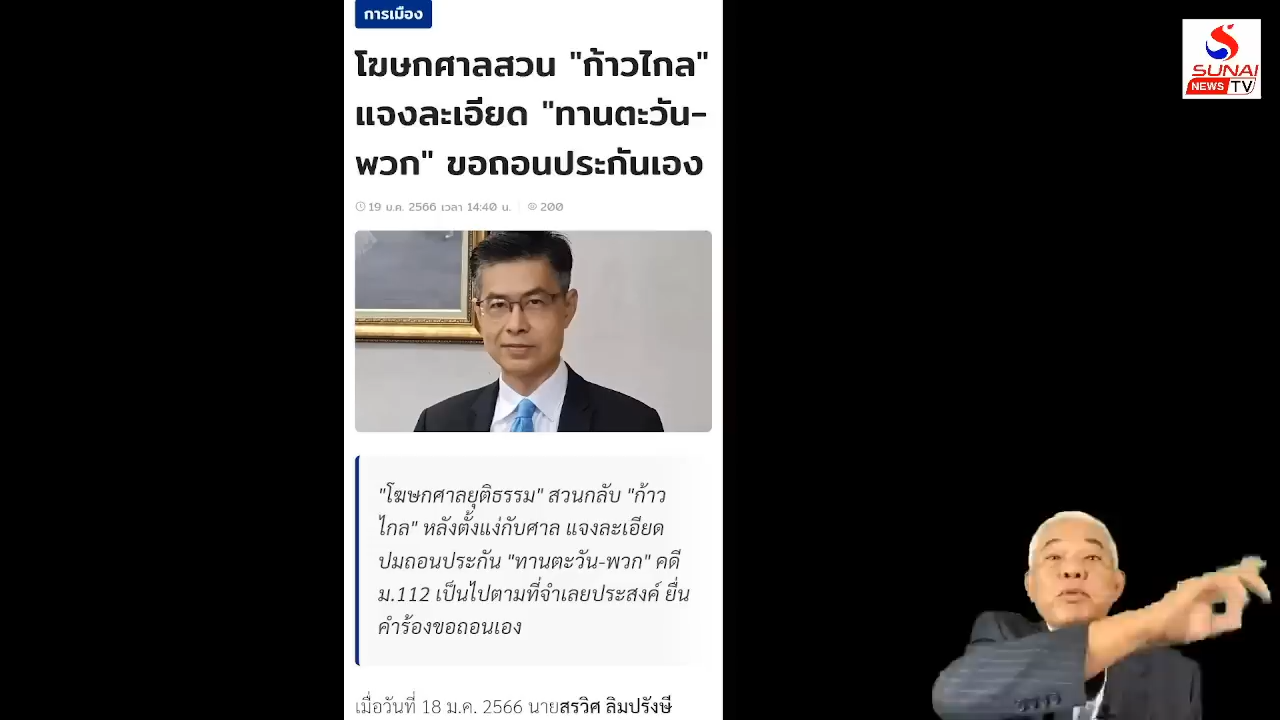 การเมือง
โฆษกศาลสวน "ก้าวไกล"
แจงละเอียด "ทานตะวัน-
พวก" ขอถอนประกันเอง
19 ม.ค. 2566 เวลา 14:40 น. 200
"โฆษกศาลยุติธรรม" สวนกลับ "ก้าว
ไกล" หลังตั้งแง่กับศาล แจงละเอียด
ปมถอนประกัน "ทานตะวัน-พวก" คดี
ม.112 เป็นไปตามที่จำเลยประสงค์ ยื่น
คำร้องขอถอนเอง
เมื่อวันที่ 18 ม.ค. 2566 นายสรวิศ ลิมปรังษี
SUNAI
NEWS TV